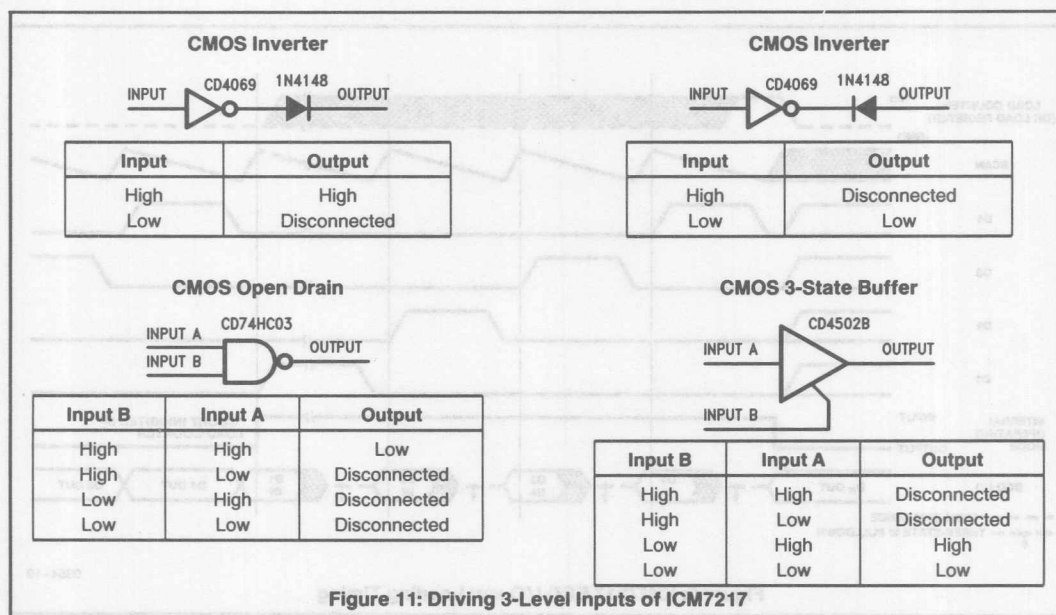 CMOS Inverter
INPUT CD4069 1N4148 OUTPUT
Input Output
High High
Low Disconnected
CMOS Inverter
INPUT CD4069 1N4148 OUTPUT
Input Output
High Disconnected
Low Low
CMOS Open Drain
CD74HC03
INPUT A
INPUT B
OUTPUT
Input B Input A Output
High High Low
High Low Disconnected
Low High Disconnected
Low Low Disconnected
CMOS 3-State Buffer
CD4502B
INPUT A OUTPUT
INPUT B
Input B Input A Output
High High Disconnected
High Low Disconnected
Low High High
Low Low Low
Figure 11: Driving 3-Level Inputs of ICM7217